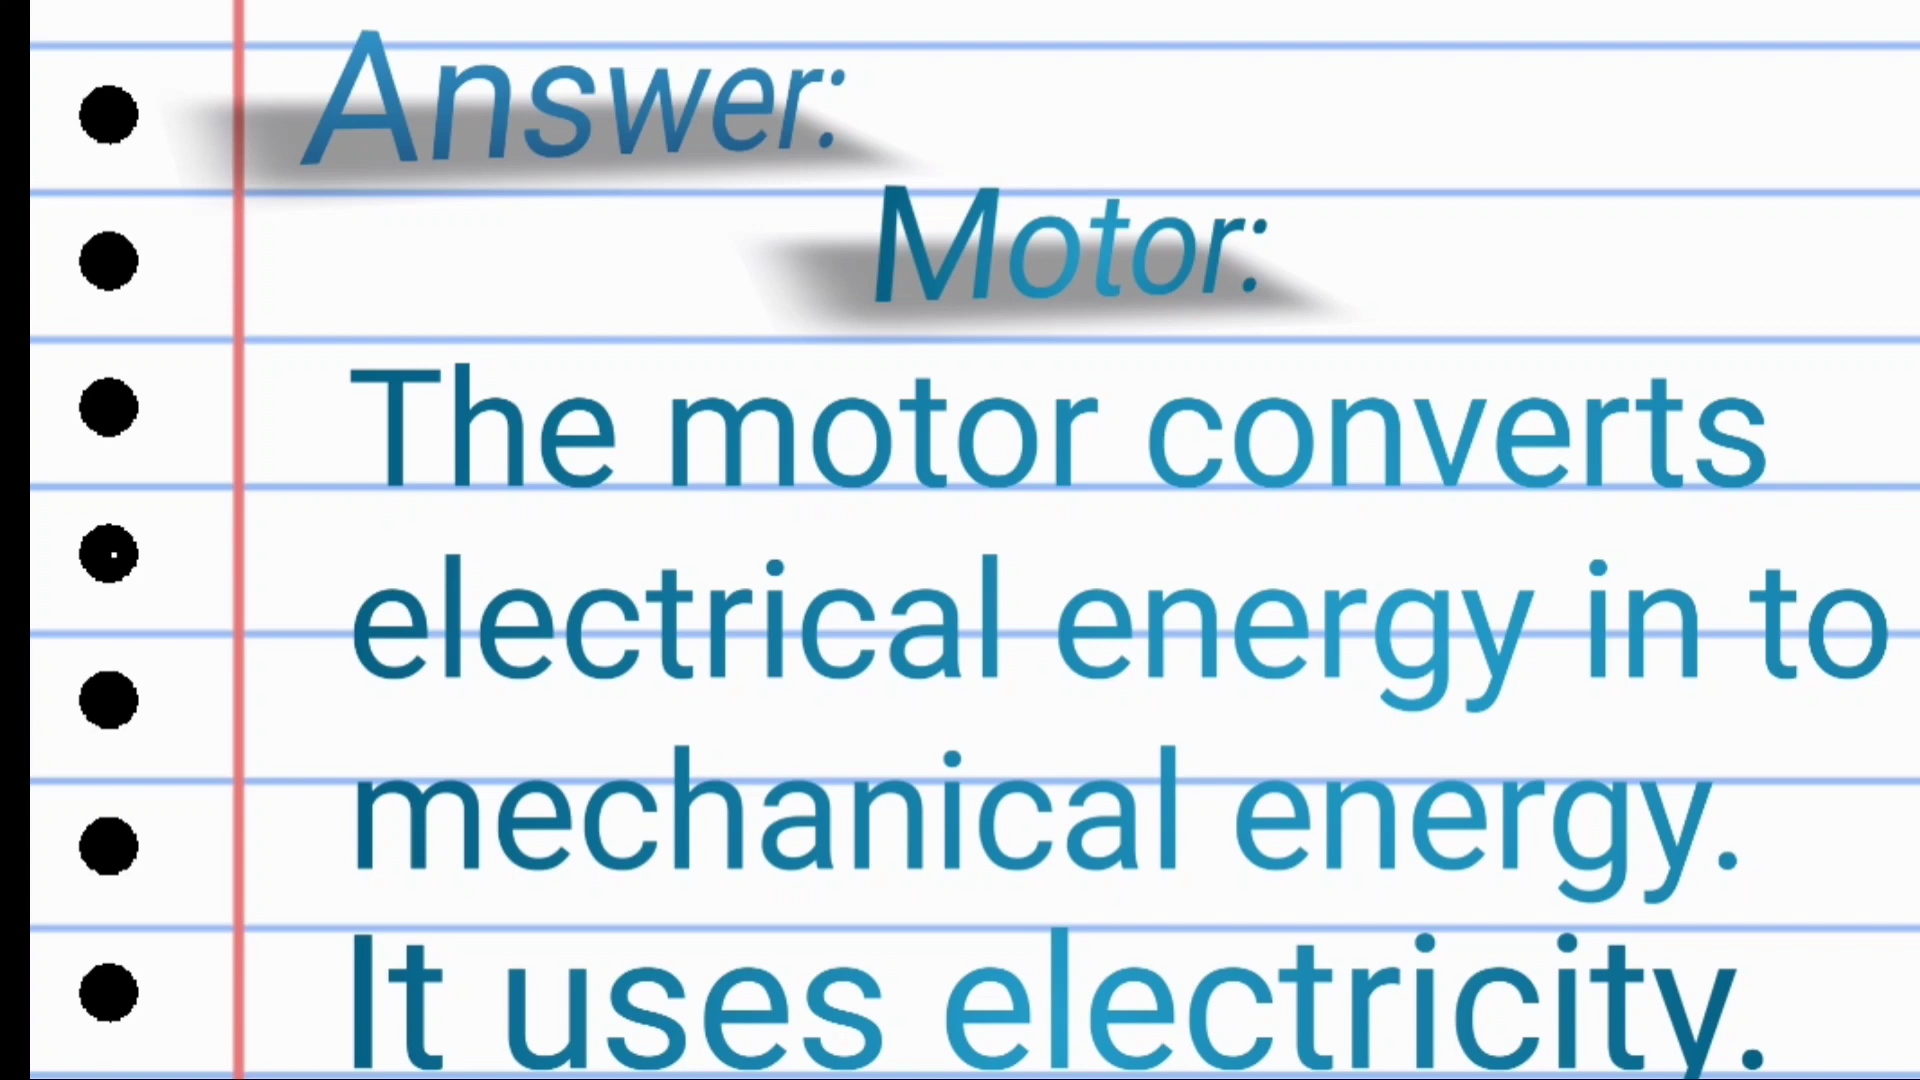 Answer:
Motor:
The motor converts
electrical energy in to
mechanical energy.
It uses electricity.